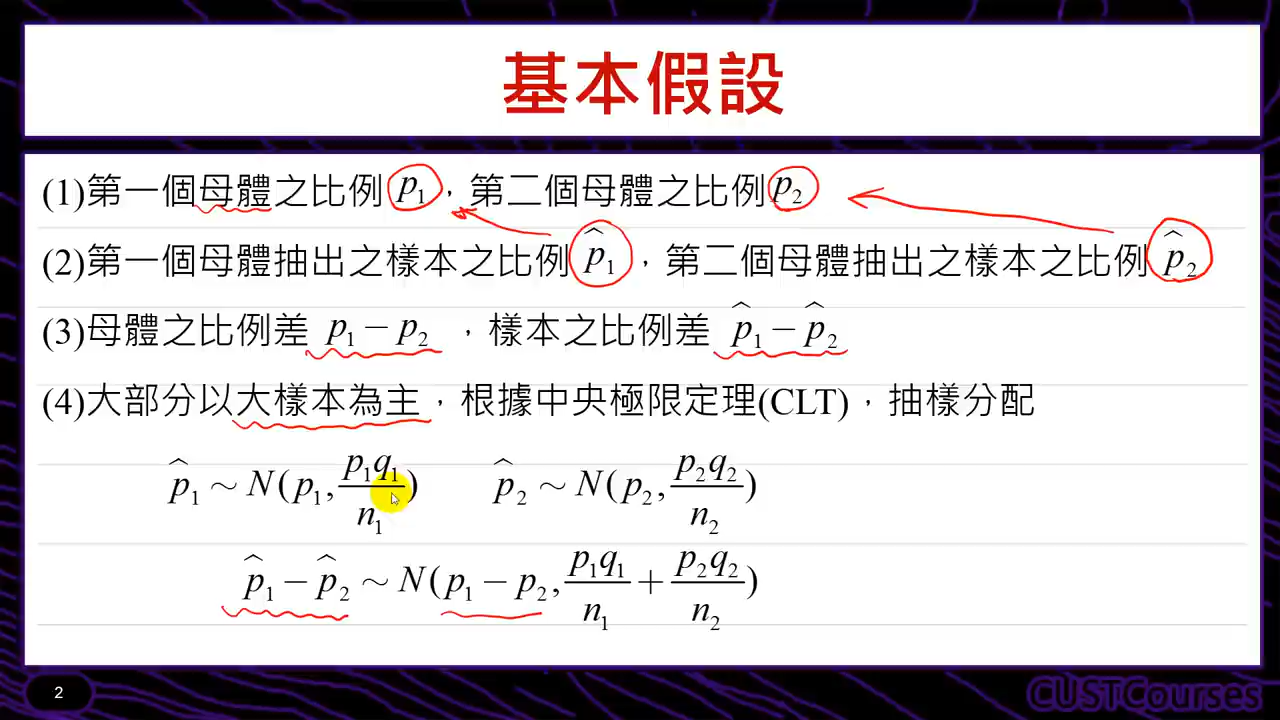 基本假設
(1)第一個母體之比例 p₁，第二個母體之比例 p₂
(2)第一個母體抽出之樣本之比例 p̂₁，第二個母體抽出之樣本之比例 p̂₂
(3)母體之比例差 p₁ − p₂ ，樣本之比例差 p̂₁ − p̂₂
(4)大部分以大樣本為主，根據中央極限定理(CLT)，抽樣分配
p̂₁ ~ N(p₁, p₁q₁/n₁) p̂₂ ~ N(p₂, p₂q₂/n₂)
p̂₁ − p̂₂ ~ N(p₁ − p₂, p₁q₁/n₁ + p₂q₂/n₂)
2
CUSTCourses